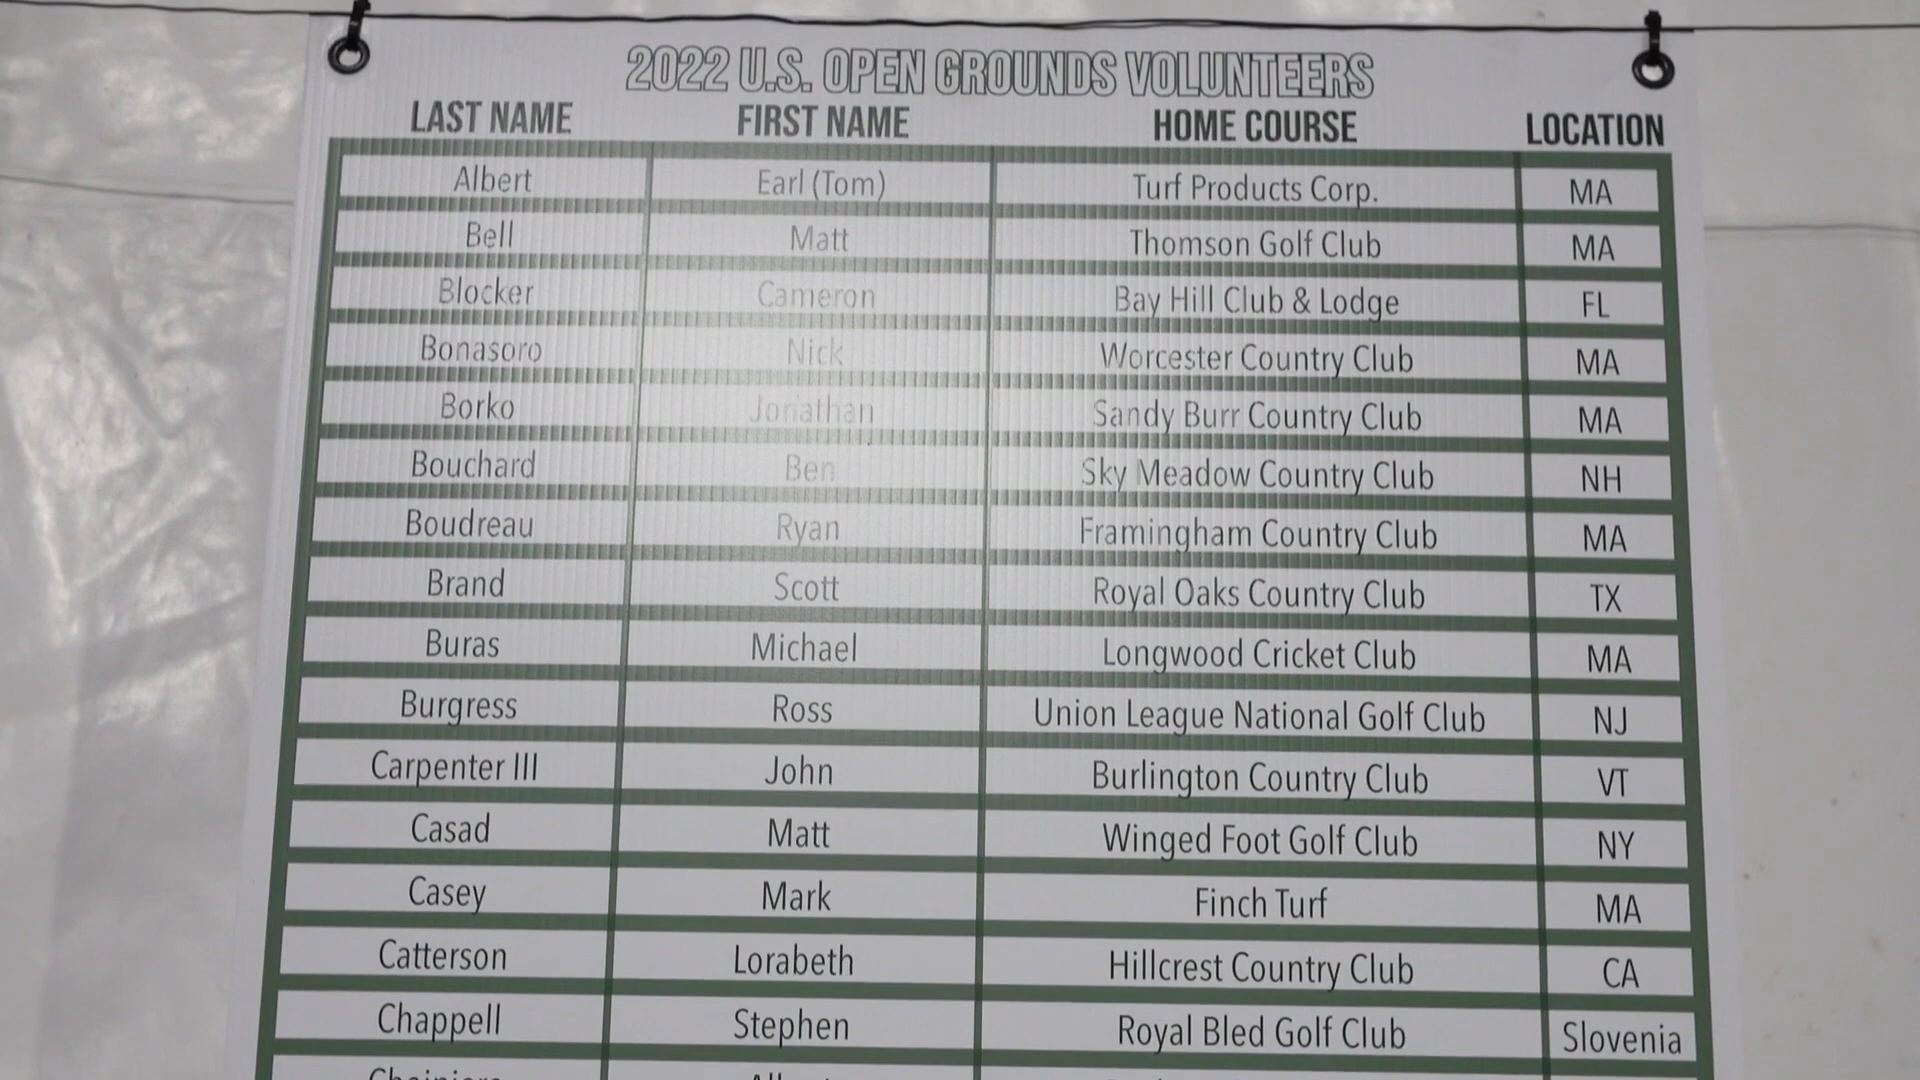 2022 U.S. OPEN GROUNDS VOLUNTEERS
LAST NAME FIRST NAME HOME COURSE LOCATION
Albert Earl (Tom) Turf Products Corp. MA
Bell Matt Thomson Golf Club MA
Blocker Cameron Bay Hill Club & Lodge FL
Bonasoro Nick Worcester Country Club MA
Borko Jonathan Sandy Burr Country Club MA
Bouchard Ben Sky Meadow Country Club NH
Boudreau Ryan Framingham Country Club MA
Brand Scott Royal Oaks Country Club TX
Buras Michael Longwood Cricket Club MA
Burgress Ross Union League National Golf Club NJ
Carpenter III John Burlington Country Club VT
Casad Matt Winged Foot Golf Club NY
Casey Mark Finch Turf MA
Catterson Lorabeth Hillcrest Country Club CA
Chappell Stephen Royal Bled Golf Club Slovenia